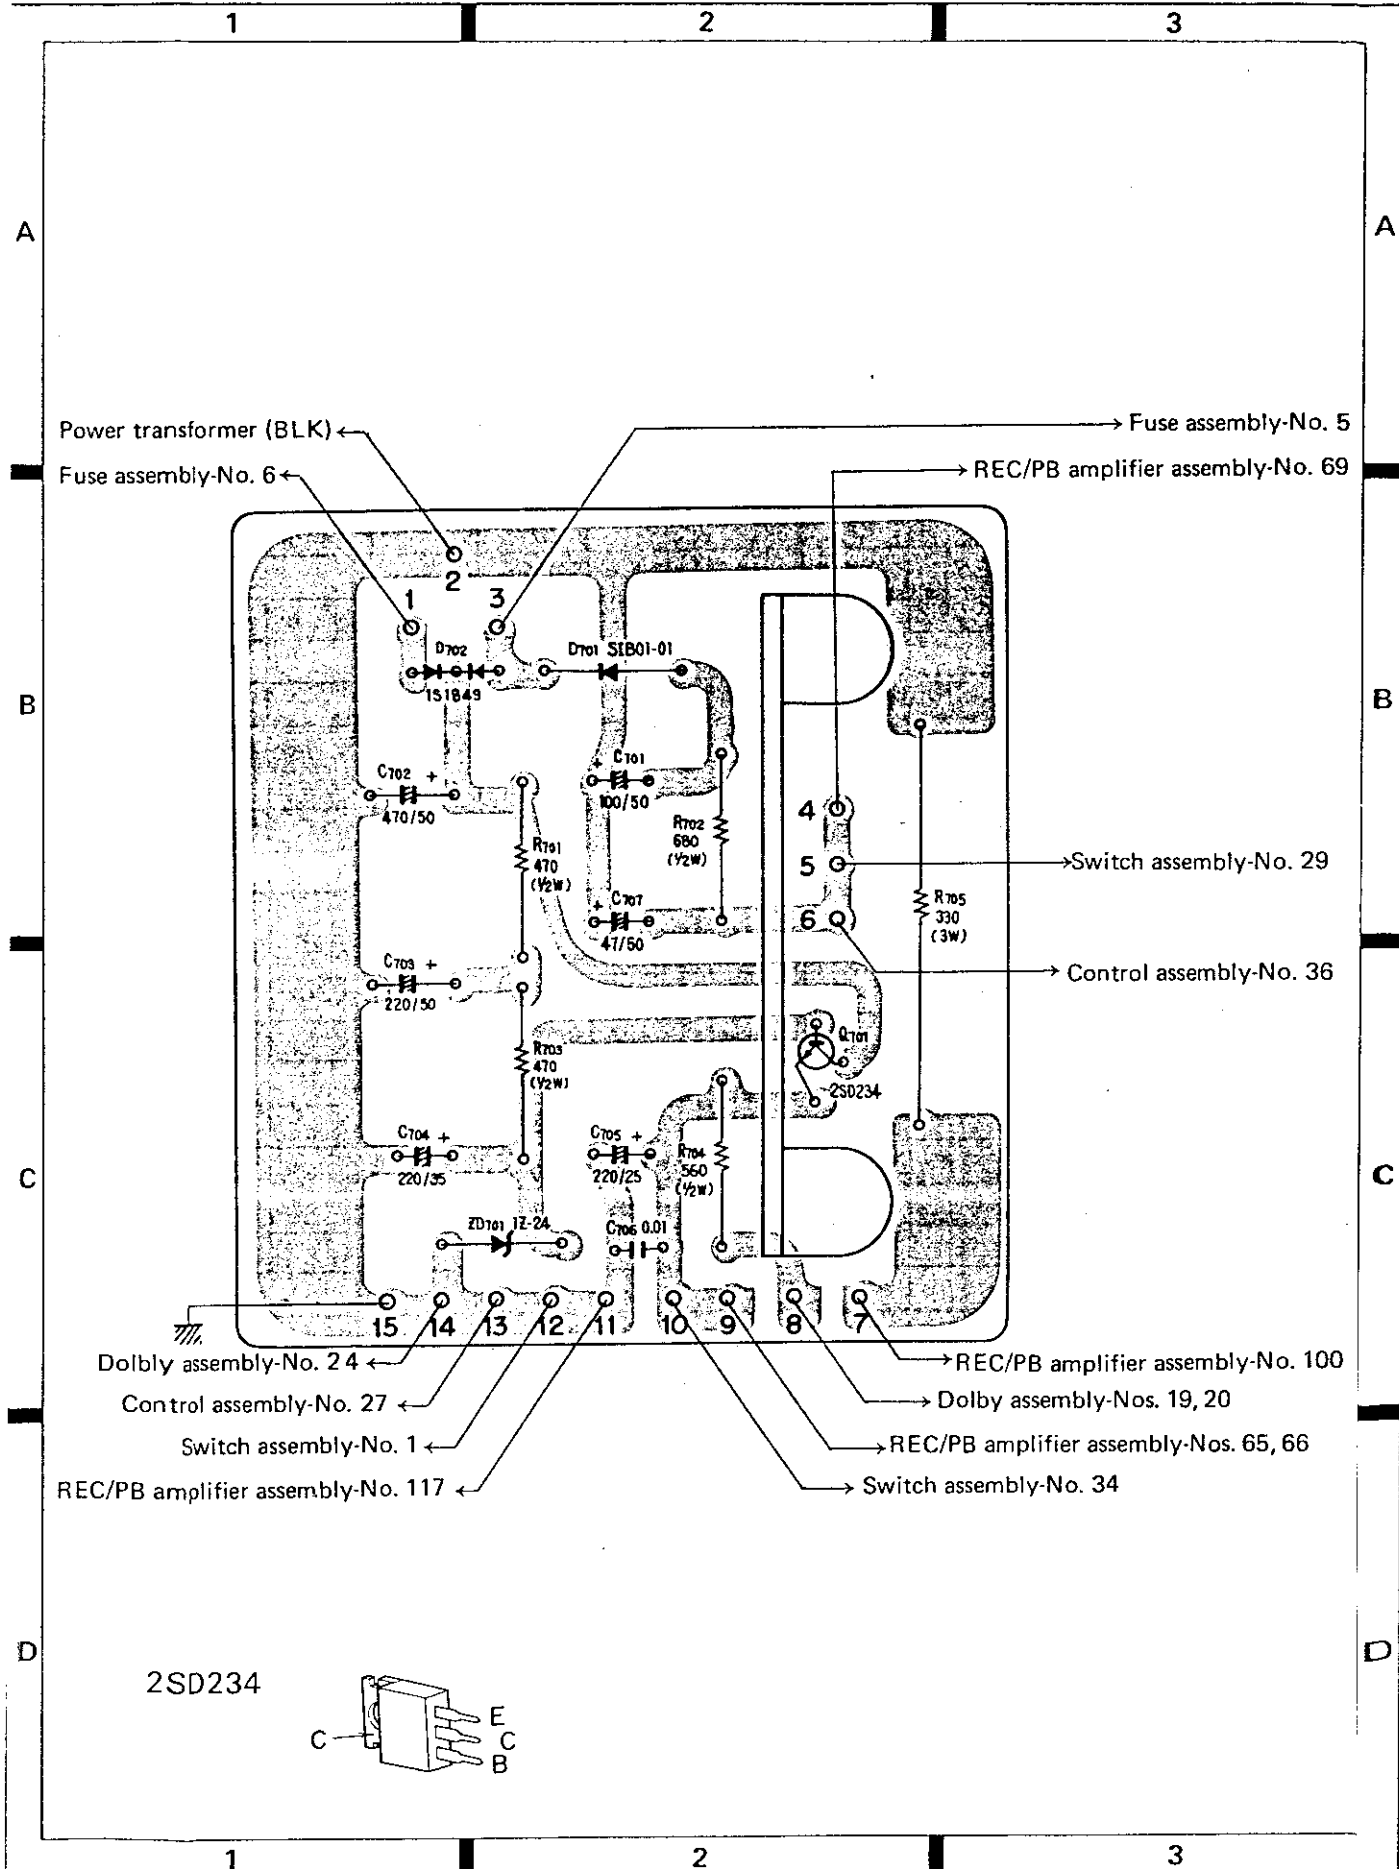 1 2 3
A A
Power transformer (BLK)
Fuse assembly-No. 5
Fuse assembly-No. 6
REC/PB amplifier assembly-No. 69
2
1 3
D702
D701 SIB01-01
1S1849
B B
C702 +
+ C701
470/50
100/50
4
R702
680
(½W)
R701
470
(½W)
5
Switch assembly-No. 29
+ C707
47/50
6
R705
330
(3W)
C703 +
220/50
Control assembly-No. 36
Q701
2SD234
R703
470
(½W)
C704 +
220/35
C705 +
220/25
R704
560
(½W)
C C
ZD701 1Z-24
C706 0.01
15 14 13 12 11 10 9 8 7
Dolbly assembly-No. 24
REC/PB amplifier assembly-No. 100
Control assembly-No. 27
Dolby assembly-Nos. 19, 20
Switch assembly-No. 1
REC/PB amplifier assembly-Nos. 65, 66
REC/PB amplifier assembly-No. 117
Switch assembly-No. 34
D D
2SD234
E
C C
B
1 2 3